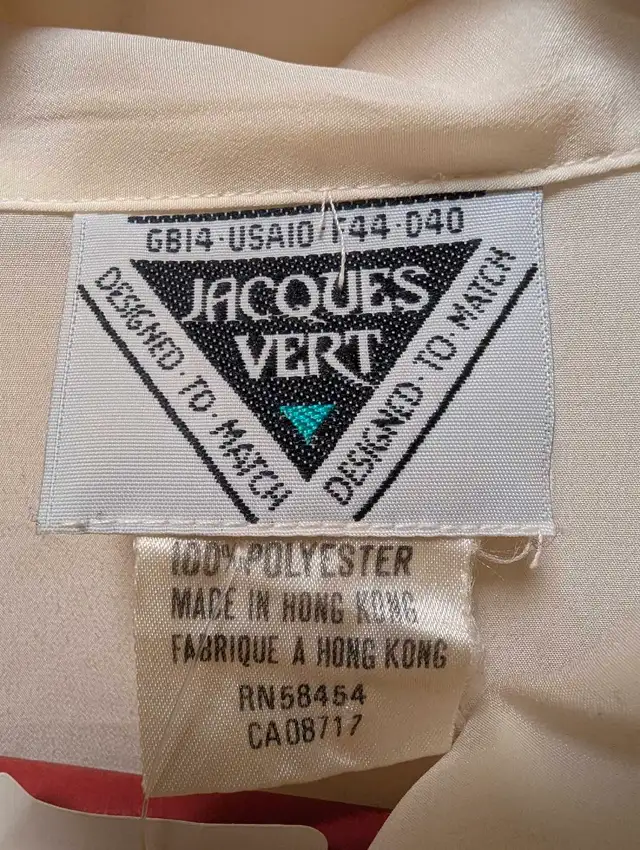 GB14·USA10·F44·D40
JACQUES
VERT
DESIGNED·TO·MATCH
DESIGNED·TO·MATCH
100% POLYESTER
MADE IN HONG KONG
FABRIQUE A HONG KONG
RN58454
CA08717